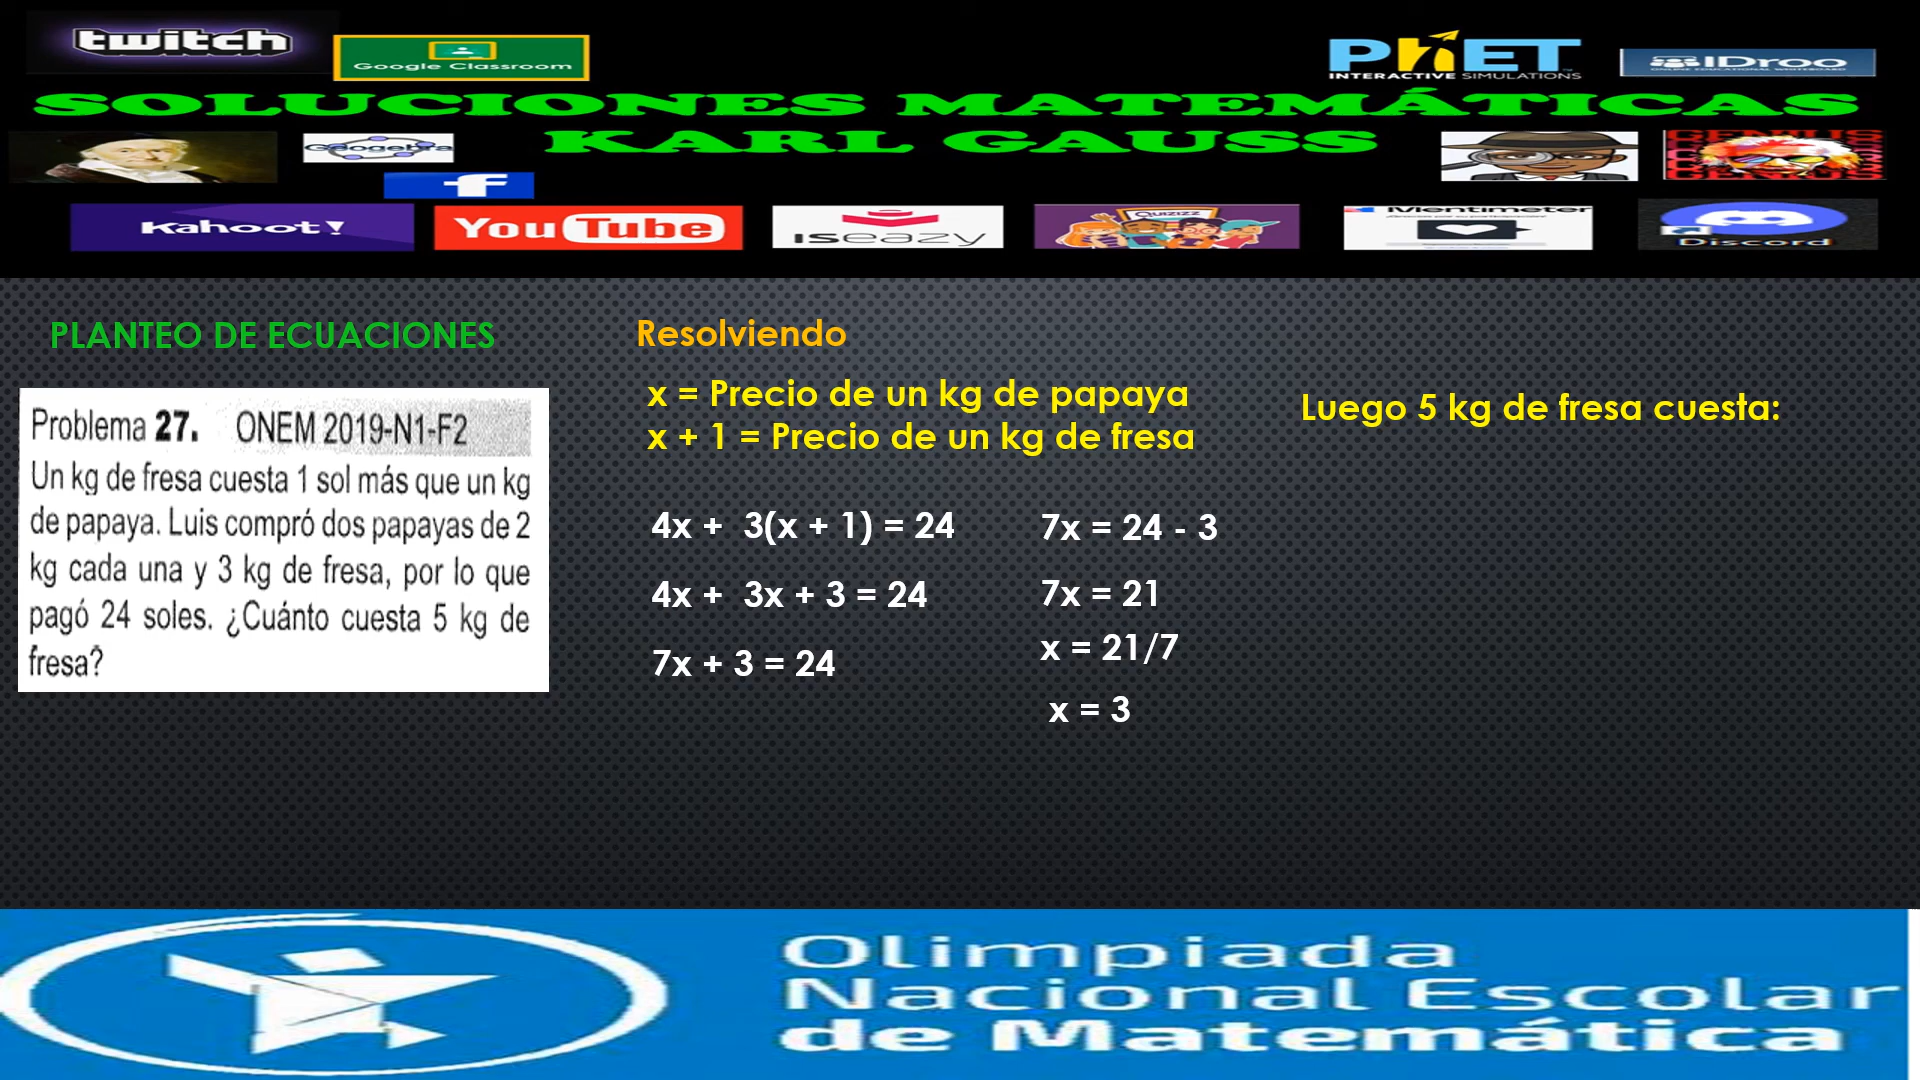 twitch
Google Classroom
PhET
INTERACTIVE SIMULATIONS
IDroo
SOLUCIONES MATEMÁTICAS
KARL GAUSS
Geogebra
f
GENIUS
Kahoot!
YouTube
iseazy
QUIZIZZ
Mentimeter
Discord
PLANTEO DE ECUACIONES
Problema 27. ONEM 2019-N1-F2
Un kg de fresa cuesta 1 sol más que un kg
de papaya. Luis compró dos papayas de 2
kg cada una y 3 kg de fresa, por lo que
pagó 24 soles. ¿Cuánto cuesta 5 kg de
fresa?
Resolviendo
x = Precio de un kg de papaya
x + 1 = Precio de un kg de fresa
4x + 3(x + 1) = 24
4x + 3x + 3 = 24
7x + 3 = 24
7x = 24 - 3
7x = 21
x = 21/7
x = 3
Luego 5 kg de fresa cuesta:
Olimpiada
Nacional Escolar
de Matemática